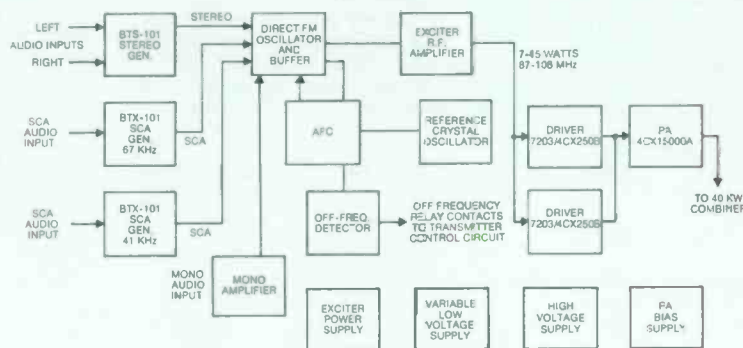 LEFT
AUDIO INPUTS
RIGHT
BTS-101
STEREO
GEN.
STEREO
DIRECT FM
OSCILLATOR
AND
BUFFER
EXCITER
R.F.
AMPLIFIER
7-45 WATTS
87-108 MHz
SCA
AUDIO
INPUT
BTX-101
SCA
GEN
67 KHz
SCA
AFC
REFERENCE
CRYSTAL
OSCILLATOR
DRIVER
7203/4CX250B
PA
4CX15000A
TO 40 KW
COMBINER
SCA
AUDIO
INPUT
BTX-101
SCA
GEN
41 KHz
SCA
OFF-FREQ.
DETECTOR
OFF FREQUENCY
RELAY CONTACTS
TO TRANSMITTER
CONTROL CIRCUIT
DRIVER
7203/4CX250B
MONO
AUDIO
INPUT
MONO
AMPLIFIER
EXCITER
POWER
SUPPLY
VARIABLE
LOW
VOLTAGE
SUPPLY
HIGH
VOLTAGE
SUPPLY
PA
BIAS
SUPPLY